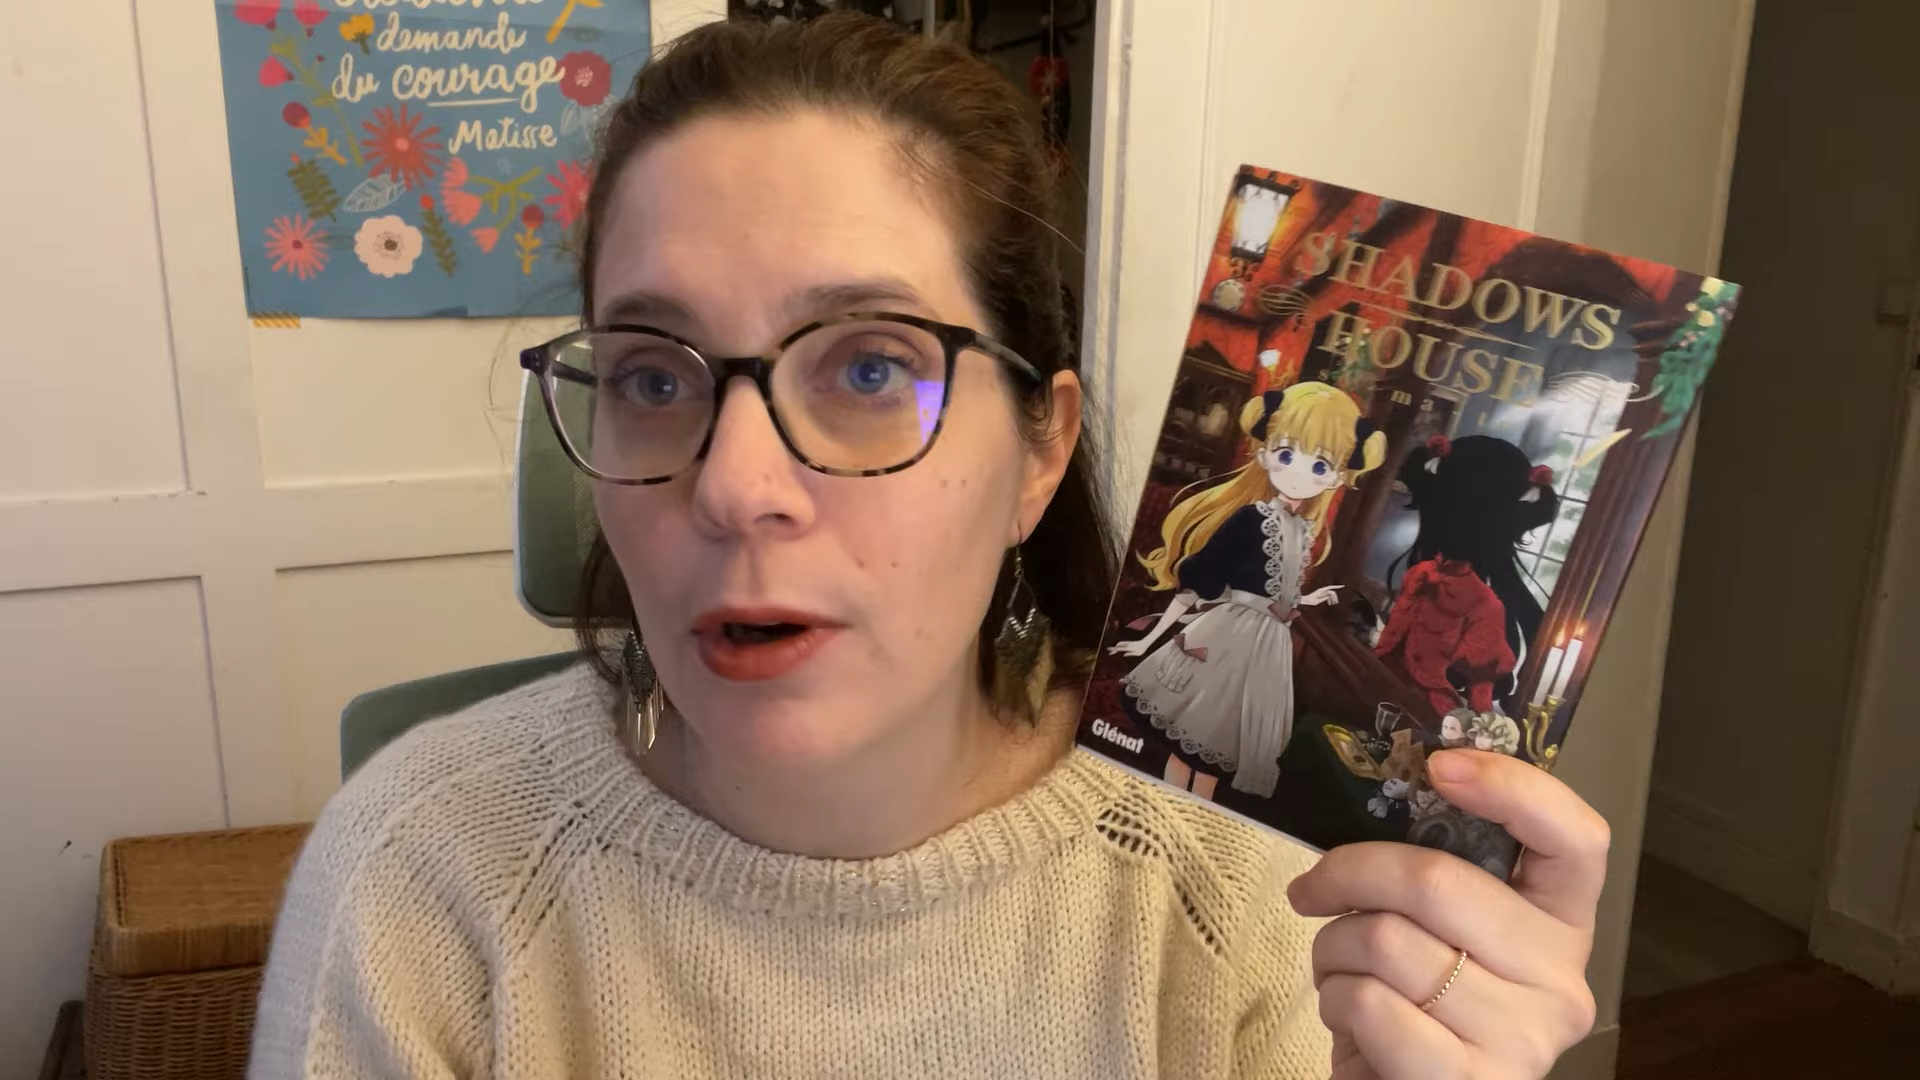 demande
du courage
Matisse
SHADOWS
HOUSE
Glénat